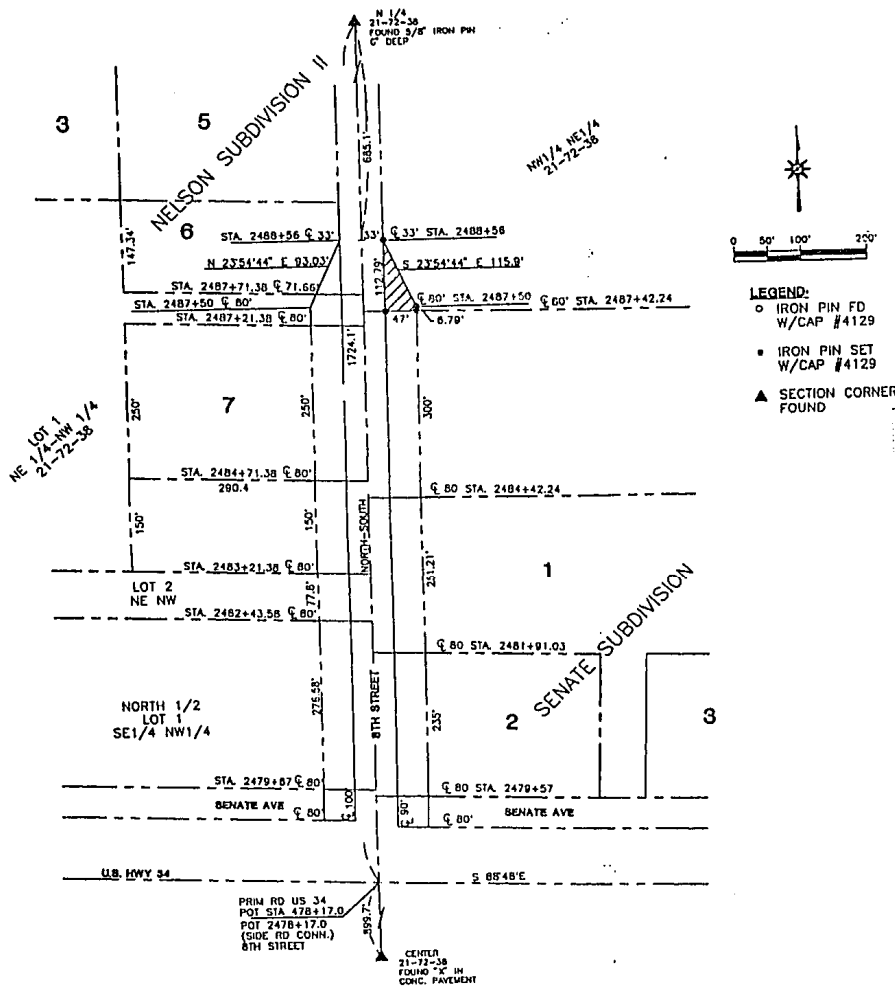 N 1/4
21-72-38
FOUND 5/8" IRON PIN
6" DEEP
NELSON SUBDIVISION II
3
5
685.1'
NW1/4 NE1/4
21-72-38
6
147.34'
STA. 2488+56 ℄ 33'
33'
℄ 33' STA. 2488+56
N 23°54'44" E 93.03'
112.79'
S 23°54'44" E 115.9'
STA. 2487+71.38 ℄ 71.66'
STA. 2487+50 ℄ 80'
℄ 80' STA. 2487+50
℄ 80' STA. 2487+42.24
STA. 2487+21.38 ℄ 80'
47'
6.79'
0 50' 100' 200'
LEGEND:
IRON PIN FD
W/CAP #4129
IRON PIN SET
W/CAP #4129
SECTION CORNER
FOUND
1724.1'
LOT 1
NE 1/4-NW 1/4
21-72-38
250'
7
250'
300'
STA. 2484+71.38 ℄ 80'
290.4
℄ 80 STA. 2484+42.24
150'
150'
NORTH-SOUTH
251.21'
1
STA. 2483+21.38 ℄ 80'
LOT 2
NE NW
77.8'
STA. 2482+43.58 ℄ 80'
℄ 80 STA. 2481+91.03
SENATE SUBDIVISION
NORTH 1/2
LOT 1
SE1/4 NW1/4
276.58'
8TH STREET
235'
2
3
STA. 2479+67 ℄ 80'
℄ 80 STA. 2479+57
SENATE AVE
℄ 80'
℄ 100'
℄ 90'
℄ 80'
SENATE AVE
U.S. HWY 34
S 88°48'E
PRIM RD US 34
POT STA 478+17.0
POT 2478+17.0
(SIDE RD CONN.)
8TH STREET
899.7'
CENTER
21-72-38
FOUND "X" IN
CONC. PAVEMENT